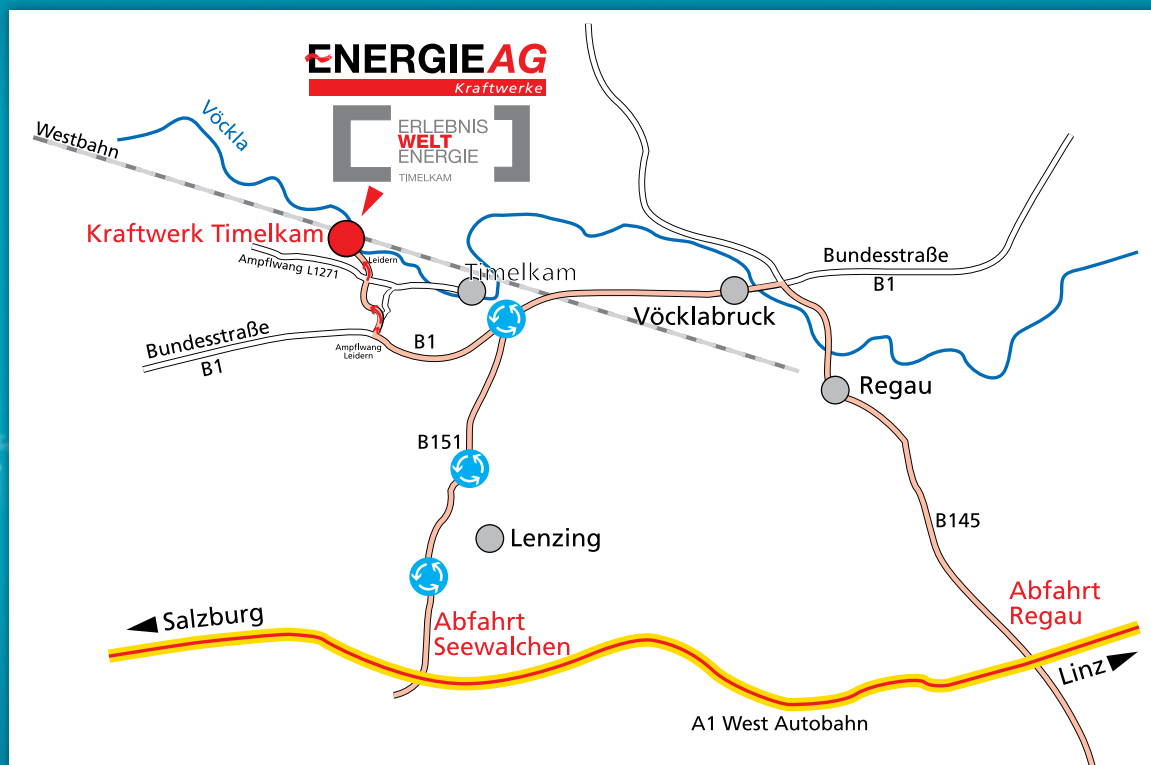 ENERGIE AG
Kraftwerke
ERLEBNIS
WELT
ENERGIE
TIMELKAM
Vöckla
Westbahn
Kraftwerk Timelkam
Leidern
Ampflwang L1271
Timelkam
Bundesstraße
B1
Vöcklabruck
Bundesstraße
B1
B1
Ampflwang
Leidern
Regau
B151
B145
Lenzing
Abfahrt
Regau
Salzburg
Abfahrt
Seewalchen
Linz
A1 West Autobahn